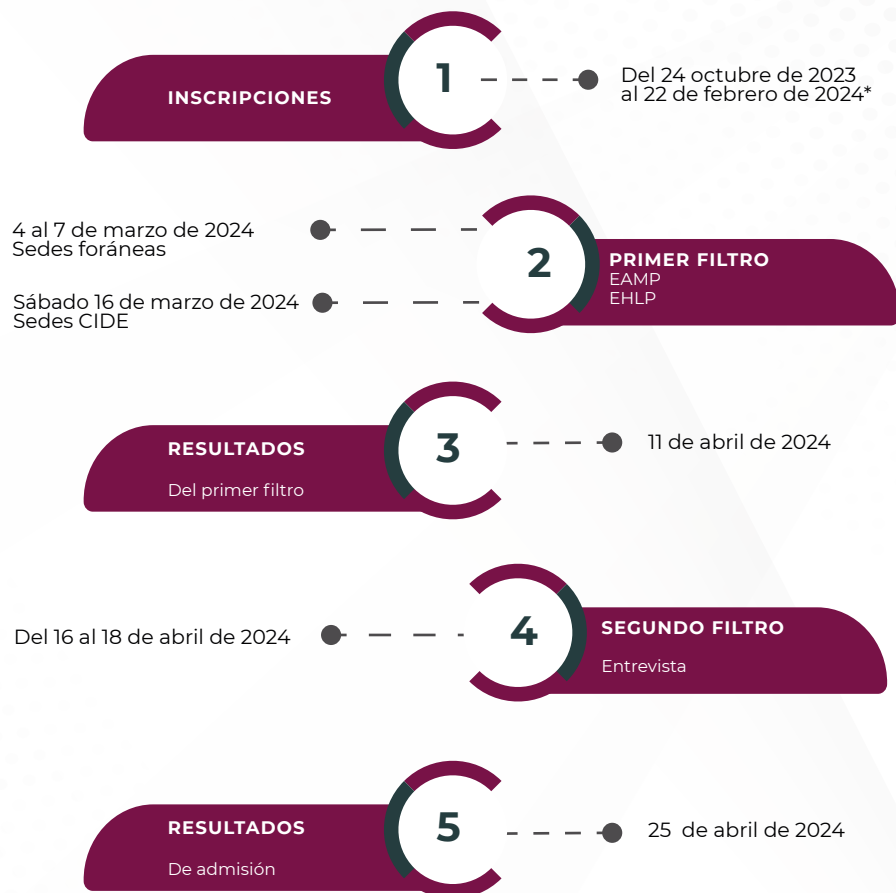 INSCRIPCIONES
1
Del 24 octubre de 2023
al 22 de febrero de 2024*
4 al 7 de marzo de 2024
Sedes foráneas
Sábado 16 de marzo de 2024
Sedes CIDE
2
PRIMER FILTRO
EAMP
EHLP
RESULTADOS
Del primer filtro
3
11 de abril de 2024
Del 16 al 18 de abril de 2024
4
SEGUNDO FILTRO
Entrevista
RESULTADOS
De admisión
5
25 de abril de 2024